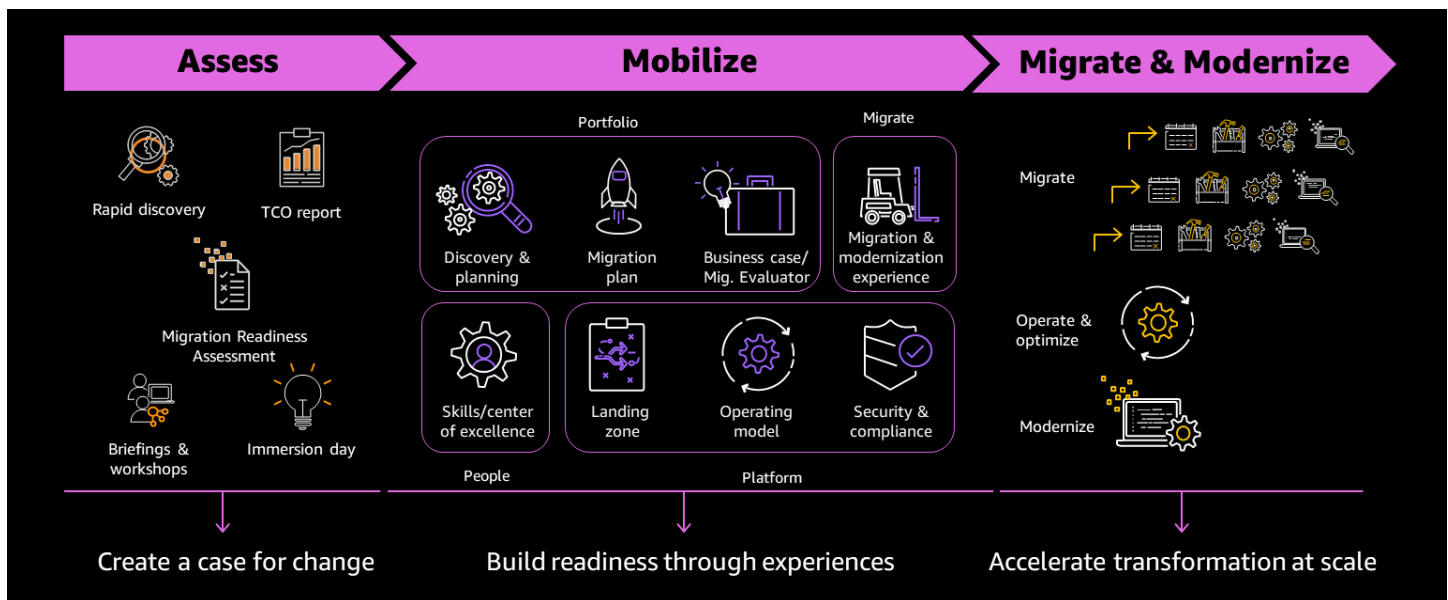 Assess
Mobilize
Migrate & Modernize
Rapid discovery
TCO report
Migration Readiness
Assessment
Briefings &
workshops
Immersion day
Portfolio
Migrate
Discovery &
planning
Migration
plan
Business case/
Mig. Evaluator
Migration &
modernization
experience
Skills/center
of excellence
Landing
zone
Operating
model
Security &
compliance
People
Platform
Migrate
Operate &
optimize
Modernize
Create a case for change
Build readiness through experiences
Accelerate transformation at scale